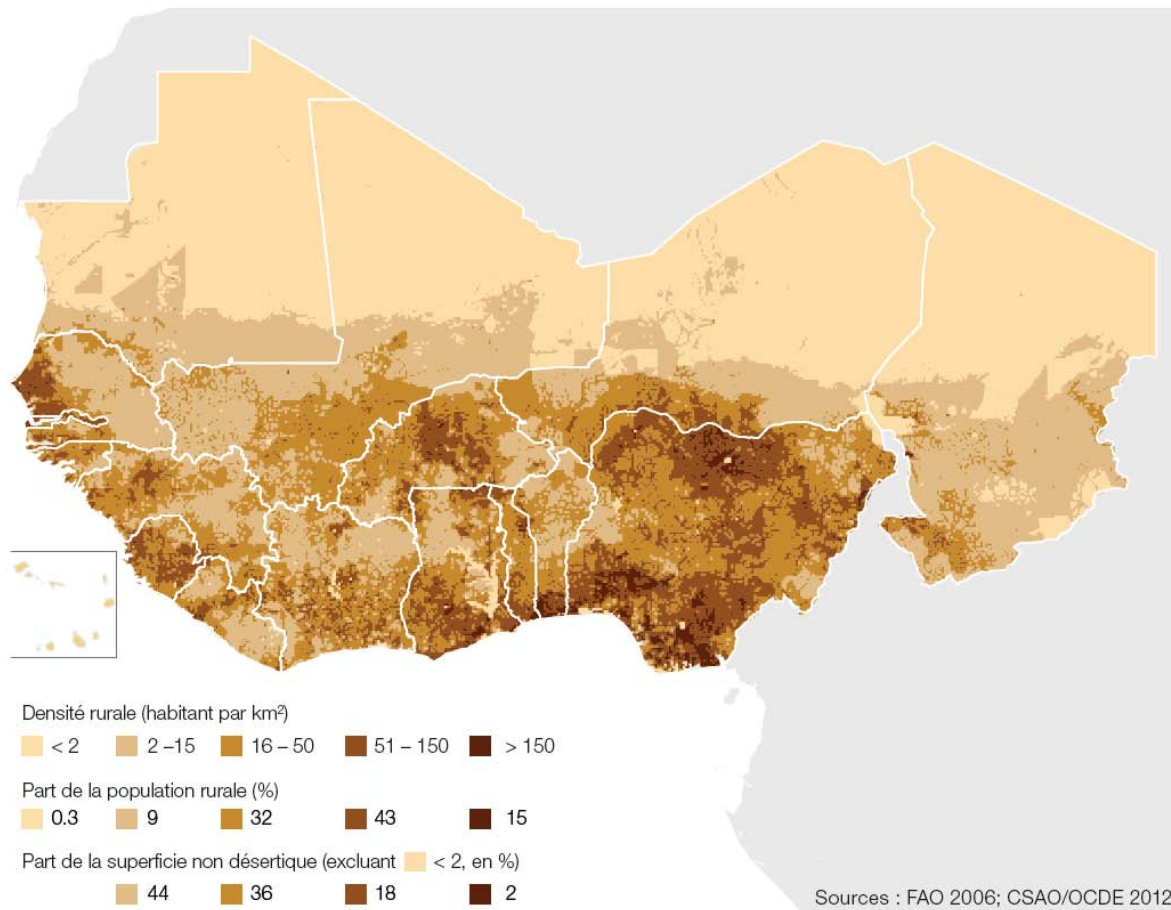 Densité rurale (habitant par km²)
< 2 2 –15 16 – 50 51 – 150 > 150
Part de la population rurale (%)
0.3 9 32 43 15
Part de la superficie non désertique (excluant < 2, en %)
44 36 18 2
Sources : FAO 2006; CSAO/OCDE 2012